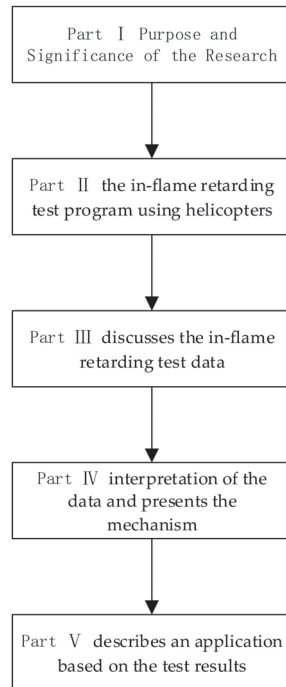 Part Ⅰ Purpose and
Significance of the Research
Part Ⅱ the in-flame retarding
test program using helicopters
Part Ⅲ discusses the in-flame
retarding test data
Part Ⅳ interpretation of the
data and presents the
mechanism
Part Ⅴ describes an application
based on the test results